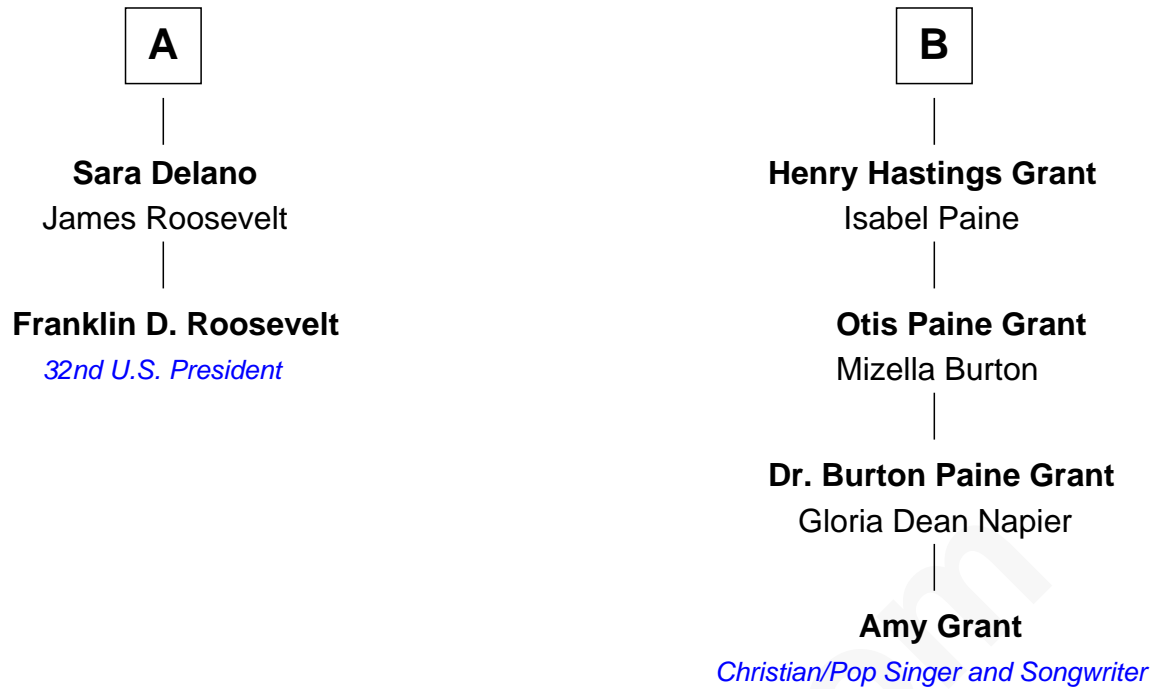 A
Sara Delano
James Roosevelt
Franklin D. Roosevelt
32nd U.S. President
B
Henry Hastings Grant
Isabel Paine
Otis Paine Grant
Mizella Burton
Dr. Burton Paine Grant
Gloria Dean Napier
Amy Grant
Christian/Pop Singer and Songwriter